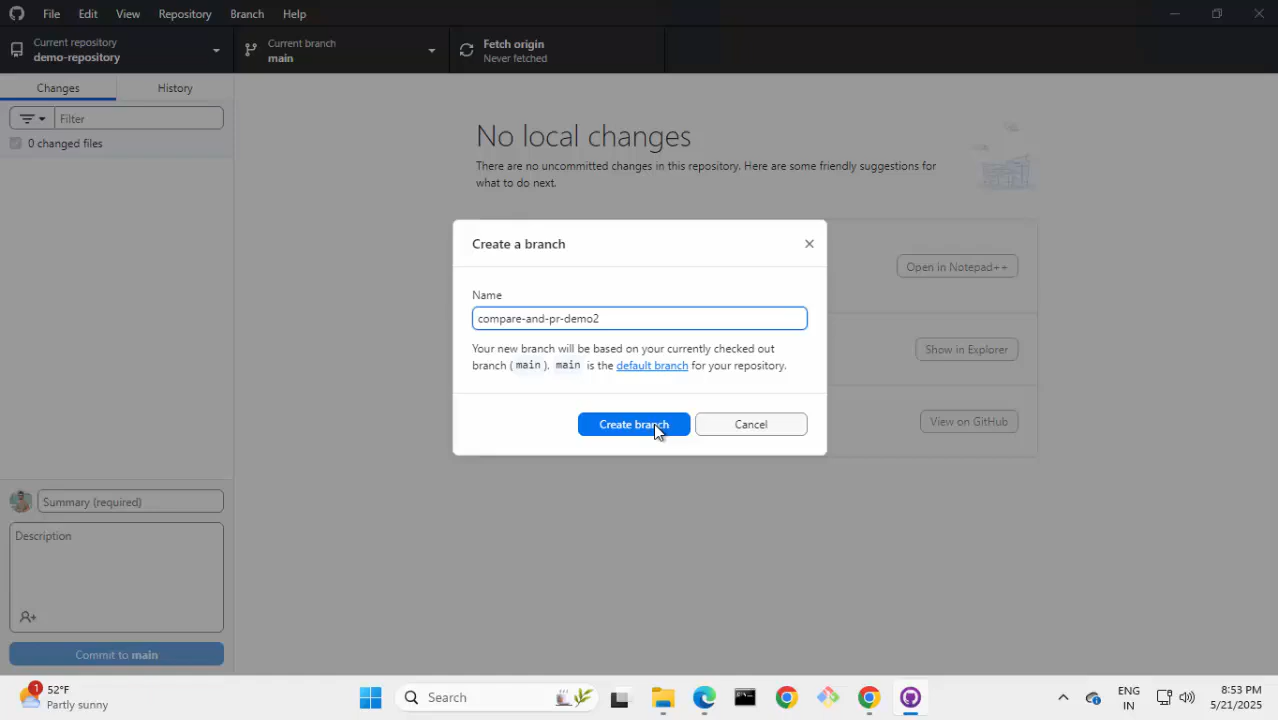 File Edit View Repository Branch Help
Current repository
demo-repository
Current branch
main
Fetch origin
Never fetched
Changes History
Filter
0 changed files
No local changes
There are no uncommitted changes in this repository. Here are some friendly suggestions for
what to do next.
Create a branch
Open in Notepad++
Name
compare-and-pr-demo2
Your new branch will be based on your currently checked out
branch (main). main is the default branch for your repository.
Show in Explorer
Create branch Cancel
View on GitHub
Summary (required)
Description
Commit to main
1
52°F
Partly sunny
Search
ENG
IN
8:53 PM
5/21/2025